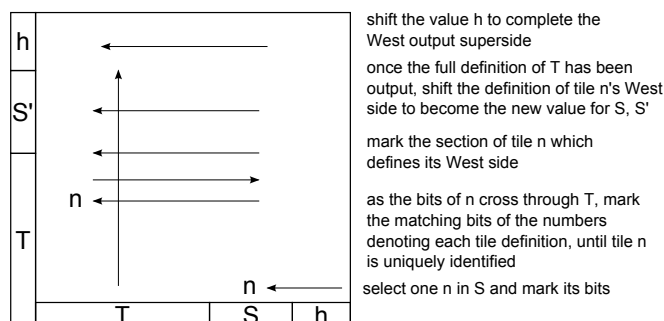 h
S'
n
T
n
T S h
shift the value h to complete the
West output superside
once the full definition of T has been
output, shift the definition of tile n's West
side to become the new value for S, S'
mark the section of tile n which
defines its West side
as the bits of n cross through T, mark
the matching bits of the numbers
denoting each tile definition, until tile n
is uniquely identified
select one n in S and mark its bits